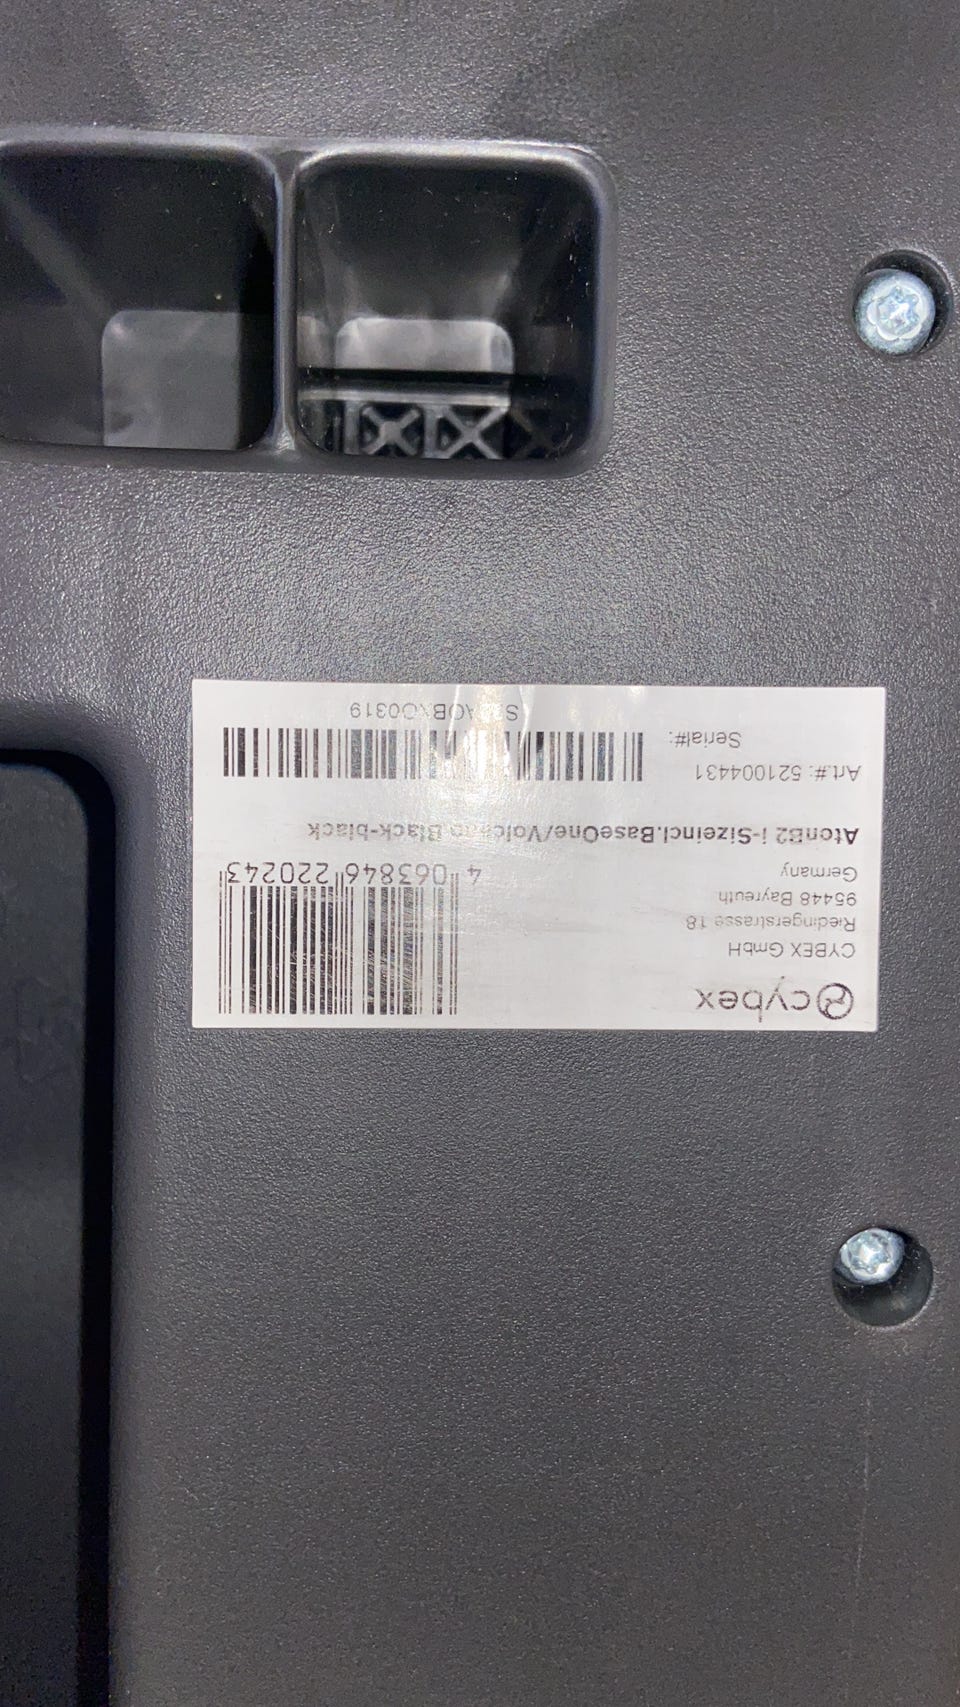 cybex
CYBEX GmbH
Riedingerstrasse 18
95448 Bayreuth
Germany
4 063846 220243
AtonB2 i-Sizeincl.BaseOne/Volcano Black-black
Art.#: 521004431
Serial#: